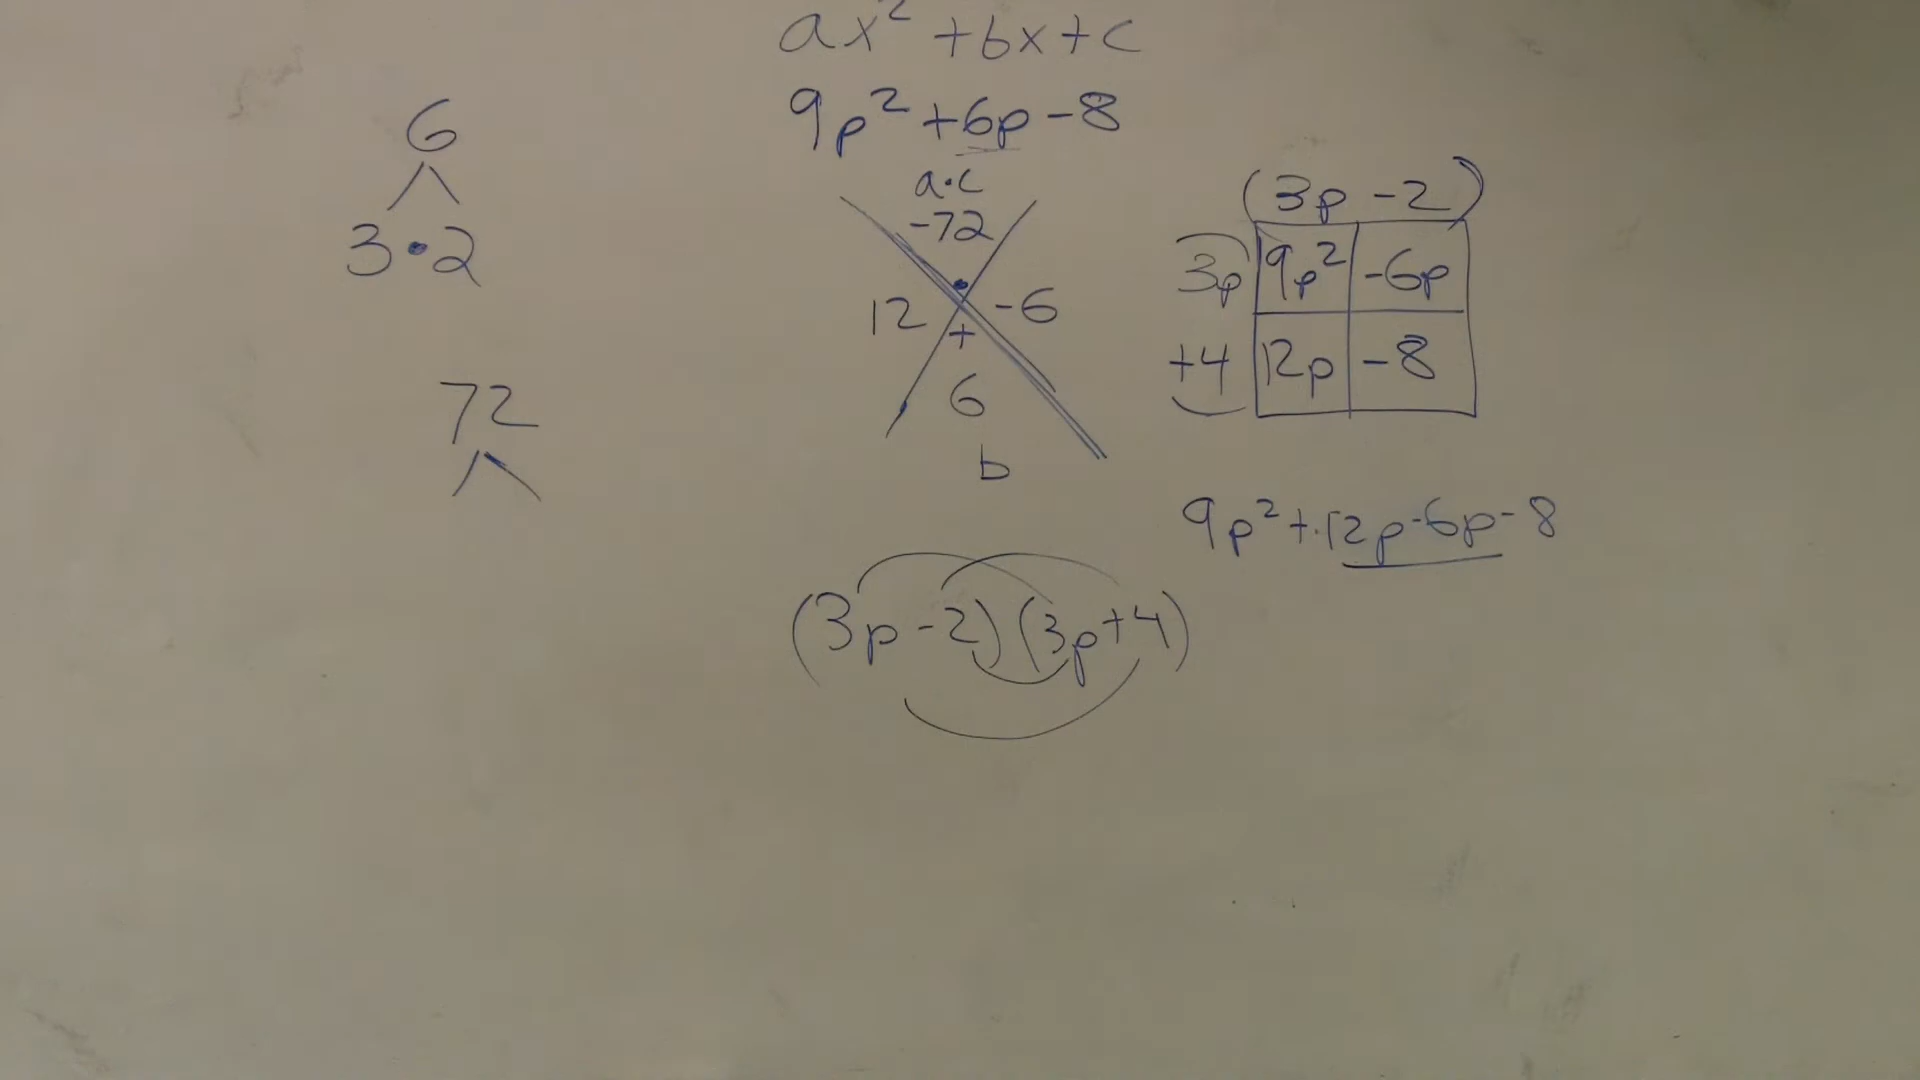 ax² +bx+c
9p² +6p-8
6
3•2
a•c
-72
•
12 -6
+
6
b
72
(3p -2)
3p 9p² -6p
+4 12p -8
9p²+12p-6p-8
(3p-2)(3p+4)